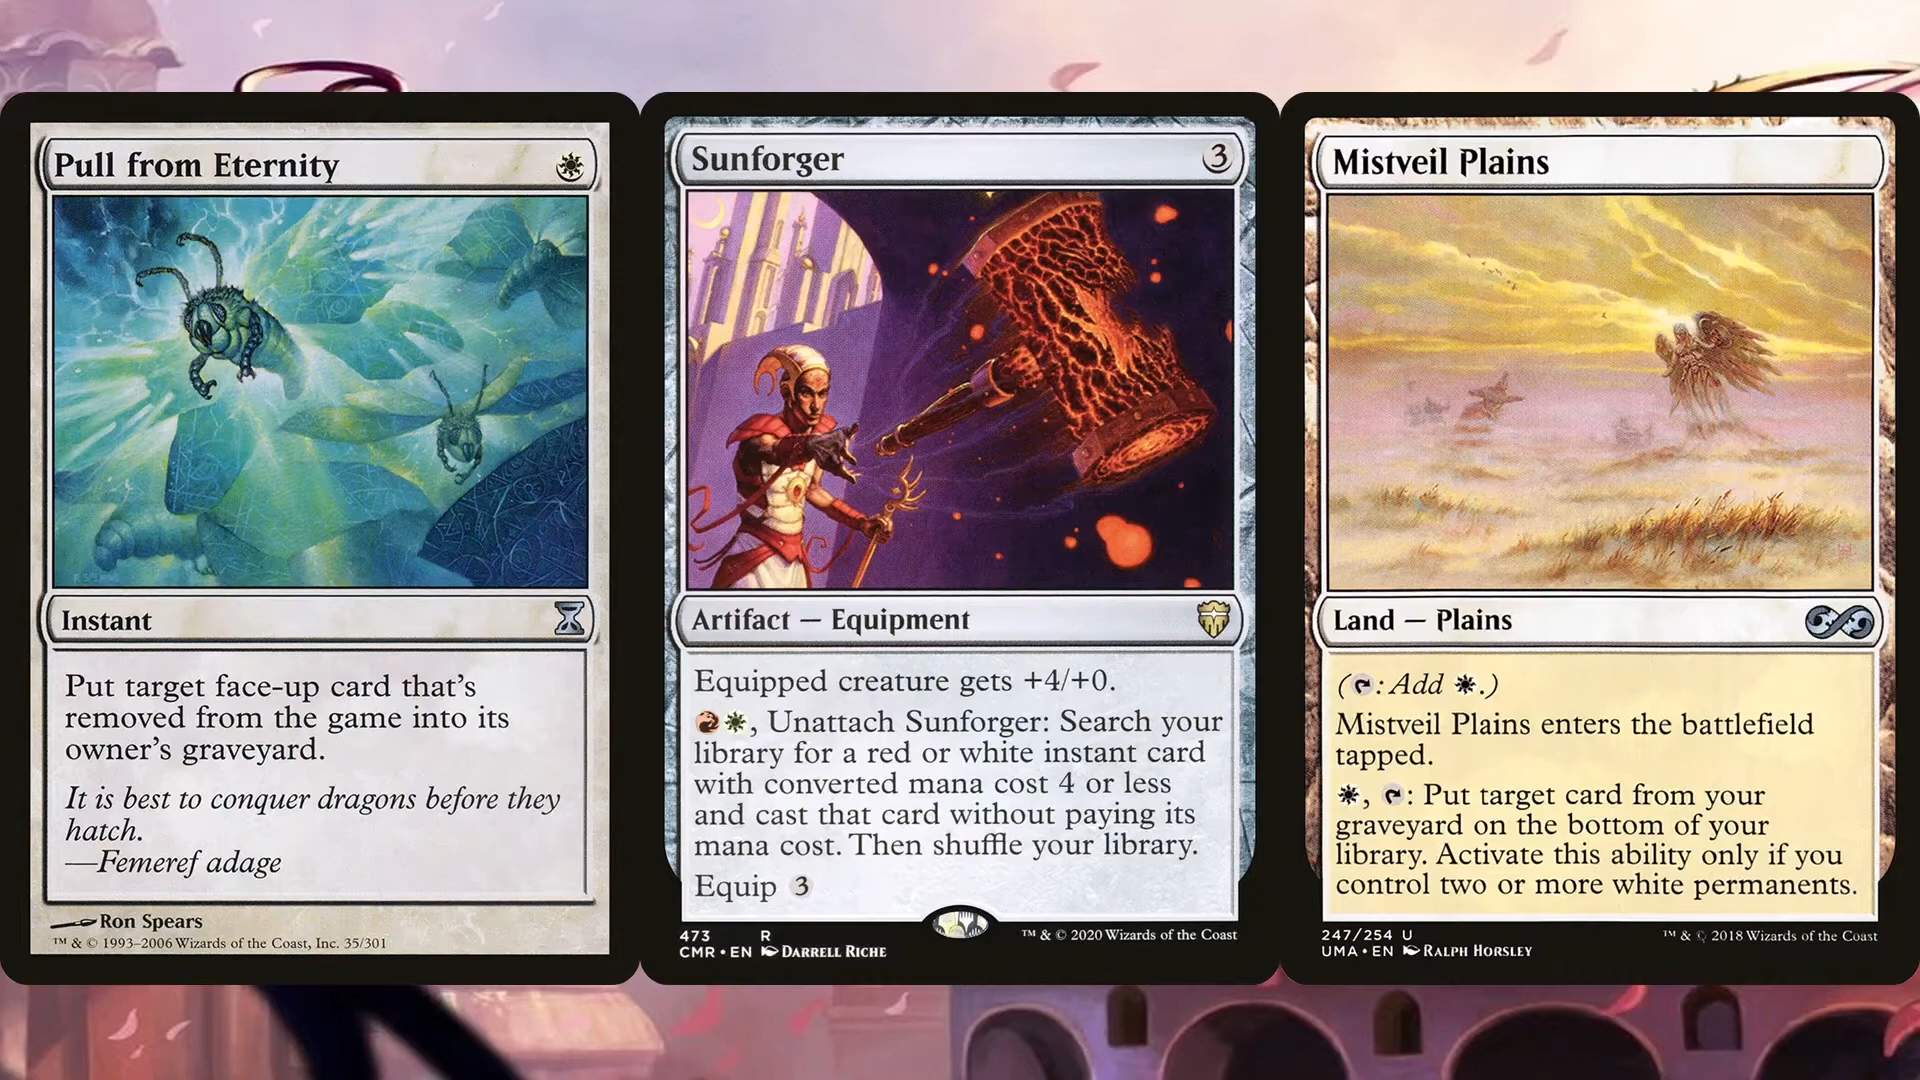 Pull from Eternity
Instant
Put target face-up card that's
removed from the game into its
owner's graveyard.
It is best to conquer dragons before they
hatch.
—Femeref adage
Ron Spears
™ & © 1993–2006 Wizards of the Coast, Inc. 35/301
Sunforger
3
Artifact — Equipment
Equipped creature gets +4/+0.
, Unattach Sunforger: Search your
library for a red or white instant card
with converted mana cost 4 or less
and cast that card without paying its
mana cost. Then shuffle your library.
Equip 3
473 R
™ & © 2020 Wizards of the Coast
CMR • EN DARRELL RICHE
Mistveil Plains
Land — Plains
( : Add .)
Mistveil Plains enters the battlefield
tapped.
, : Put target card from your
graveyard on the bottom of your
library. Activate this ability only if you
control two or more white permanents.
247/254 U
™ & © 2018 Wizards of the Coast
UMA • EN RALPH HORSLEY